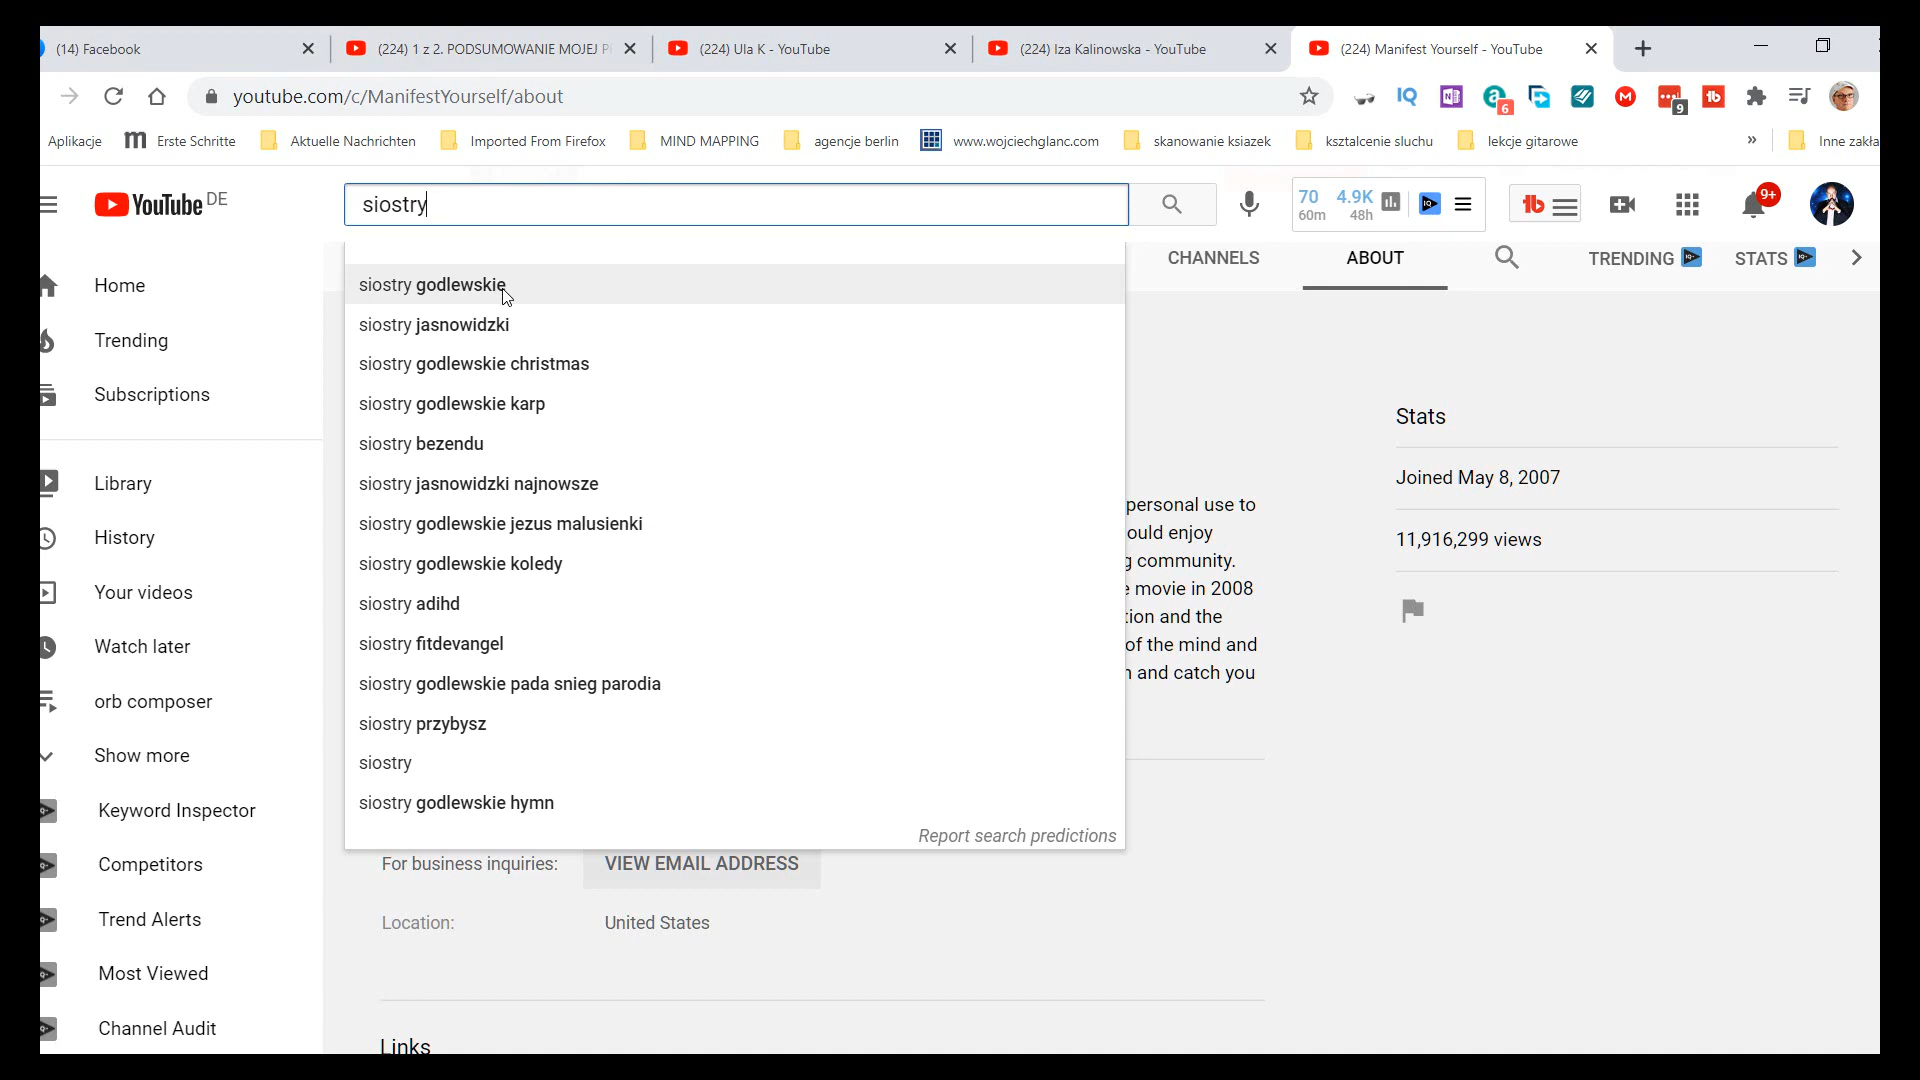 (14) Facebook
(224) 1 z 2. PODSUMOWANIE MOJEJ P
(224) Ula K - YouTube
(224) Iza Kalinowska - YouTube
(224) Manifest Yourself - YouTube
youtube.com/c/ManifestYourself/about
IQ
6
9
Aplikacje
Erste Schritte
Aktuelle Nachrichten
Imported From Firefox
MIND MAPPING
agencje berlin
www.wojciechglanc.com
skanowanie ksiazek
ksztalcenie sluchu
lekcje gitarowe
»
Inne zakła
YouTube DE
siostry
70
60m
4.9K
48h
9+
CHANNELS
ABOUT
TRENDING
STATS
Home
Trending
Subscriptions
Library
History
Your videos
Watch later
orb composer
Show more
Keyword Inspector
Competitors
Trend Alerts
Most Viewed
Channel Audit
siostry godlewskie
siostry jasnowidzki
siostry godlewskie christmas
siostry godlewskie karp
siostry bezendu
siostry jasnowidzki najnowsze
siostry godlewskie jezus malusienki
siostry godlewskie koledy
siostry adihd
siostry fitdevangel
siostry godlewskie pada snieg parodia
siostry przybysz
siostry
siostry godlewskie hymn
Report search predictions
personal use to
ould enjoy
g community.
e movie in 2008
tion and the
of the mind and
n and catch you
For business inquiries:
VIEW EMAIL ADDRESS
Location:
United States
Links
Stats
Joined May 8, 2007
11,916,299 views